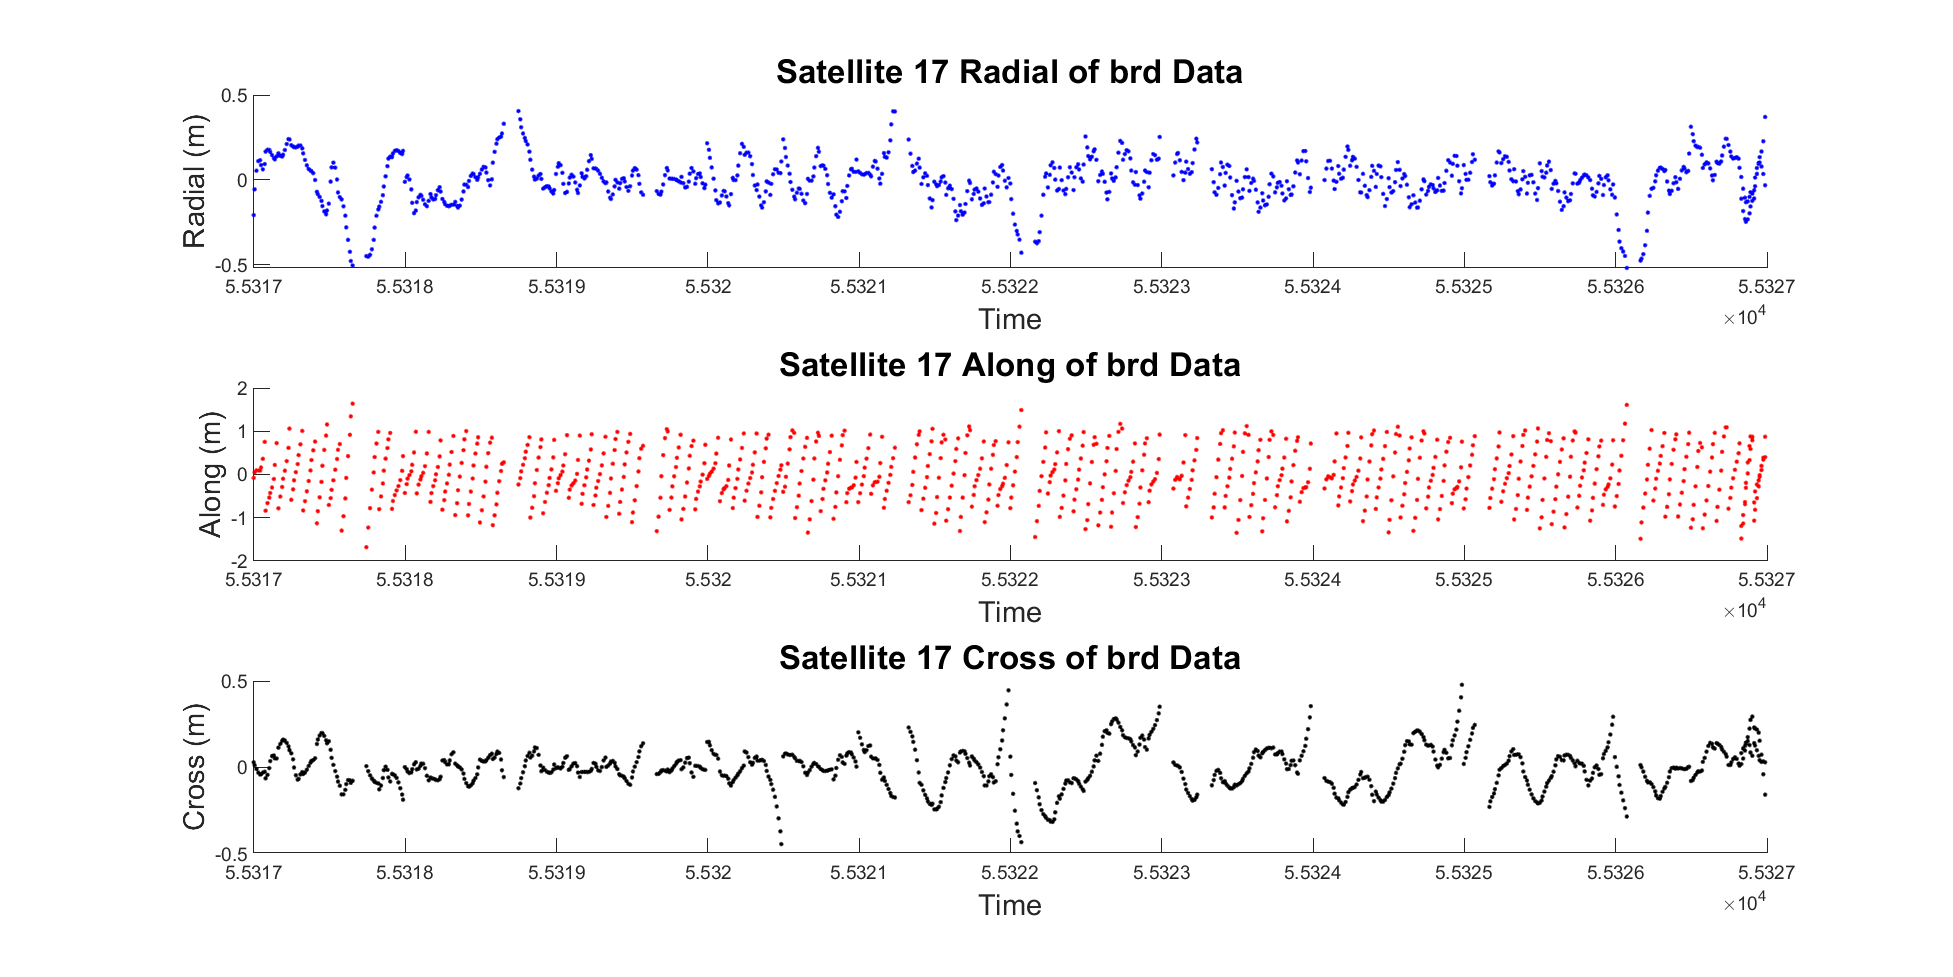 Satellite 17 Radial of brd Data
0.5
0
-0.5
Radial (m)
5.5317 5.5318 5.5319 5.532 5.5321 5.5322 5.5323 5.5324 5.5325 5.5326 5.5327
Time
×10^4
Satellite 17 Along of brd Data
2
1
0
-1
-2
Along (m)
5.5317 5.5318 5.5319 5.532 5.5321 5.5322 5.5323 5.5324 5.5325 5.5326 5.5327
Time
×10^4
Satellite 17 Cross of brd Data
0.5
0
-0.5
Cross (m)
5.5317 5.5318 5.5319 5.532 5.5321 5.5322 5.5323 5.5324 5.5325 5.5326 5.5327
Time
×10^4